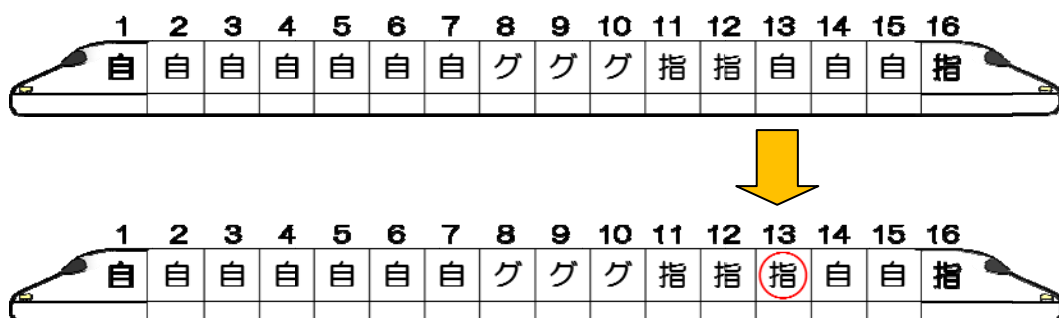 1 2 3 4 5 6 7 8 9 10 11 12 13 14 15 16
自 自 自 自 自 自 自 グ グ グ 指 指 自 自 自 指
1 2 3 4 5 6 7 8 9 10 11 12 13 14 15 16
自 自 自 自 自 自 自 グ グ グ 指 指 指 自 自 指